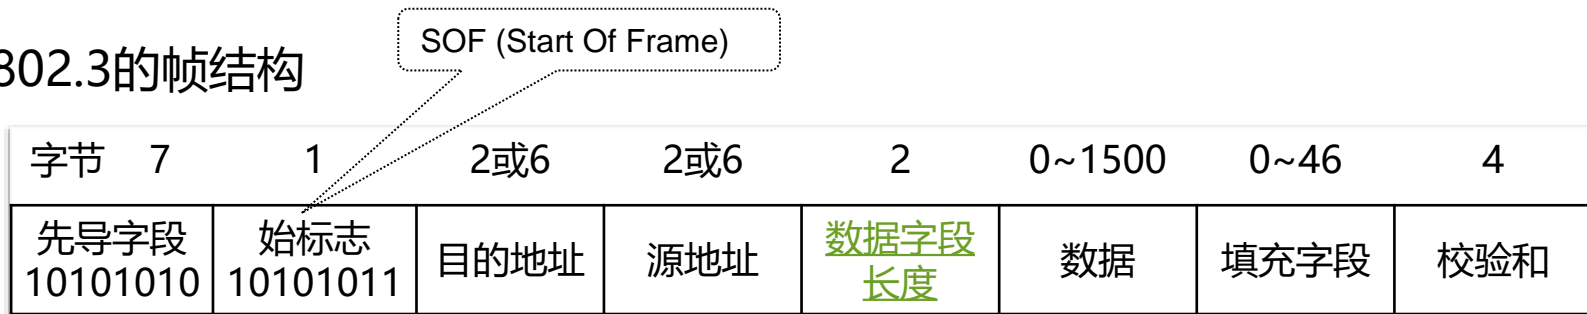 SOF (Start Of Frame)
802.3的帧结构
字节 7 1 2或6 2或6 2 0~1500 0~46 4
先导字段 始标志 目的地址 源地址 数据字段 数据 填充字段 校验和
10101010 10101011 长度